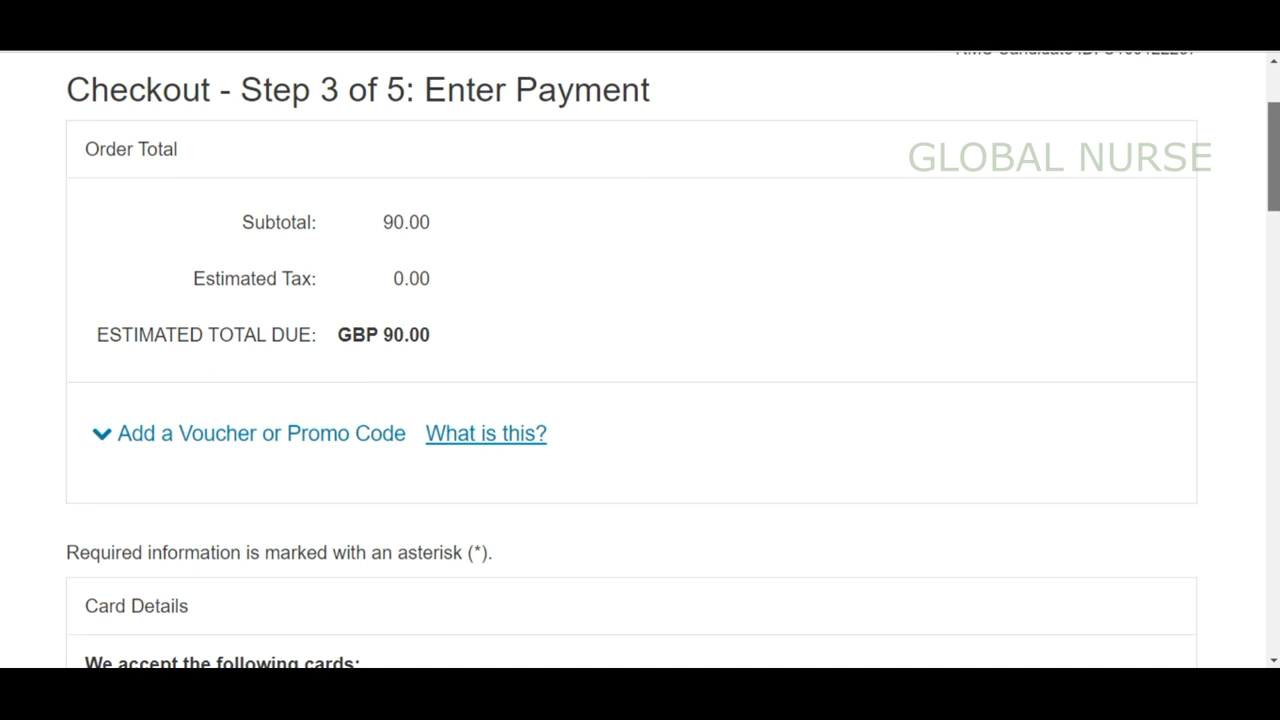 Checkout - Step 3 of 5: Enter Payment
Order Total
GLOBAL NURSE
Subtotal: 90.00
Estimated Tax: 0.00
ESTIMATED TOTAL DUE: GBP 90.00
Add a Voucher or Promo Code What is this?
Required information is marked with an asterisk (*).
Card Details
We accept the following cards: